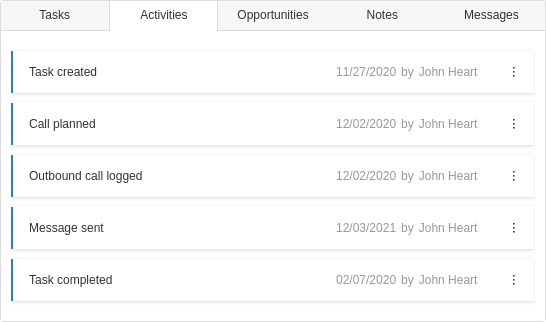 Tasks Activities Opportunities Notes Messages
Task created 11/27/2020 by John Heart
Call planned 12/02/2020 by John Heart
Outbound call logged 12/02/2020 by John Heart
Message sent 12/03/2021 by John Heart
Task completed 02/07/2020 by John Heart